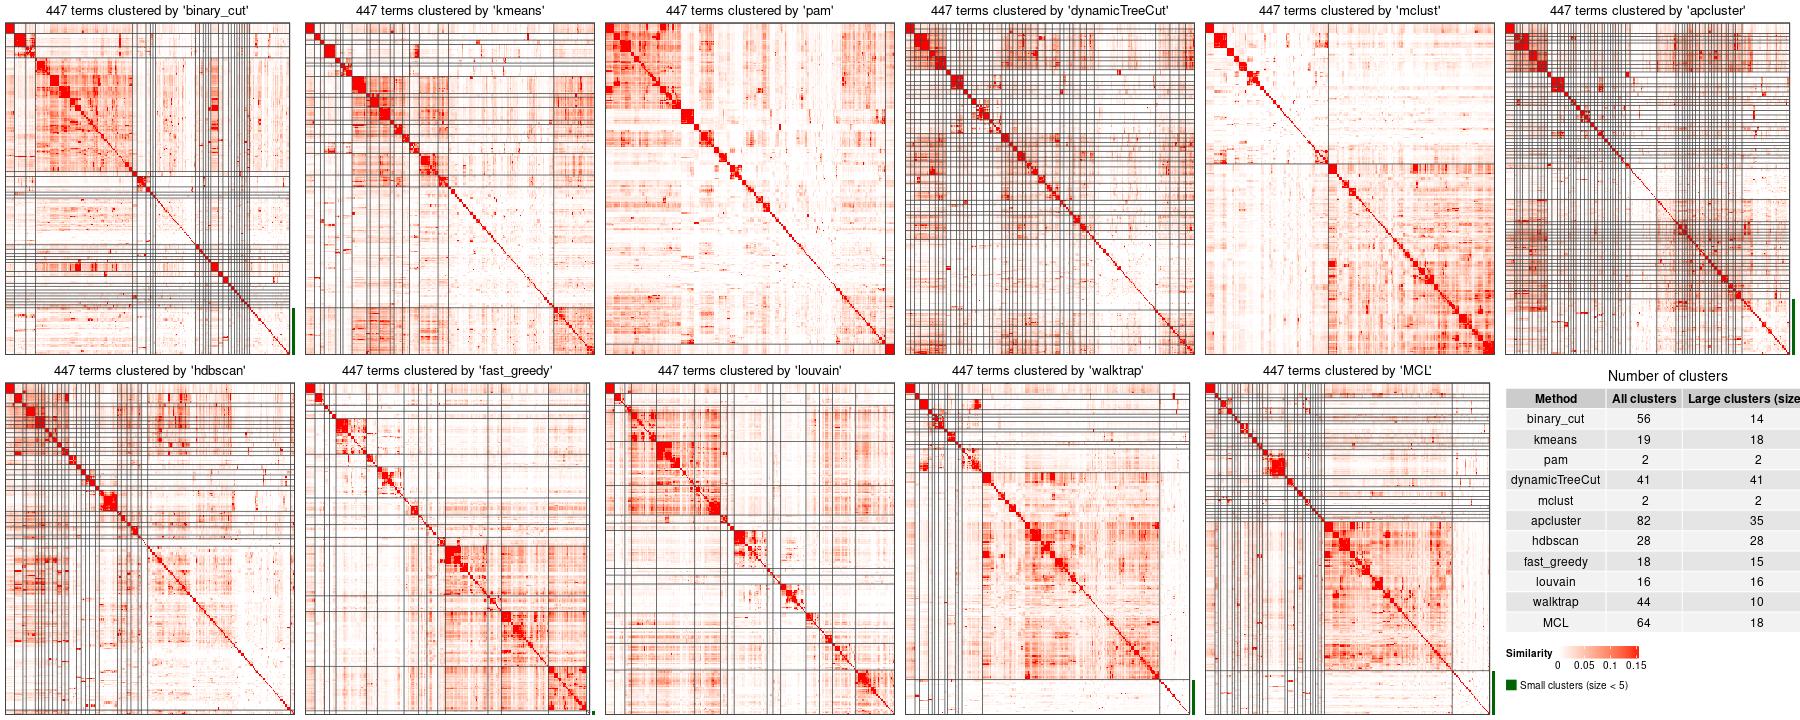 447 terms clustered by 'binary_cut'
447 terms clustered by 'kmeans'
447 terms clustered by 'pam'
447 terms clustered by 'dynamicTreeCut'
447 terms clustered by 'mclust'
447 terms clustered by 'apcluster'
447 terms clustered by 'hdbscan'
447 terms clustered by 'fast_greedy'
447 terms clustered by 'louvain'
447 terms clustered by 'walktrap'
447 terms clustered by 'MCL'
Number of clusters
Method All clusters Large clusters (size
binary_cut 56 14
kmeans 19 18
pam 2 2
dynamicTreeCut 41 41
mclust 2 2
apcluster 82 35
hdbscan 28 28
fast_greedy 18 15
louvain 16 16
walktrap 44 10
MCL 64 18
Similarity
0 0.05 0.1 0.15
Small clusters (size < 5)